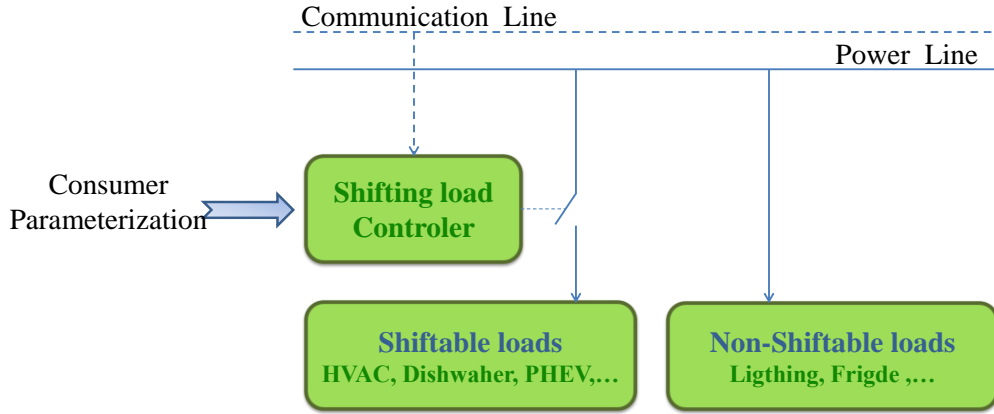 Communication Line
Power Line
Consumer
Parameterization
Shifting load
Controler
Shiftable loads
HVAC, Dishwaher, PHEV,...
Non-Shiftable loads
Ligthing, Frigde ,...